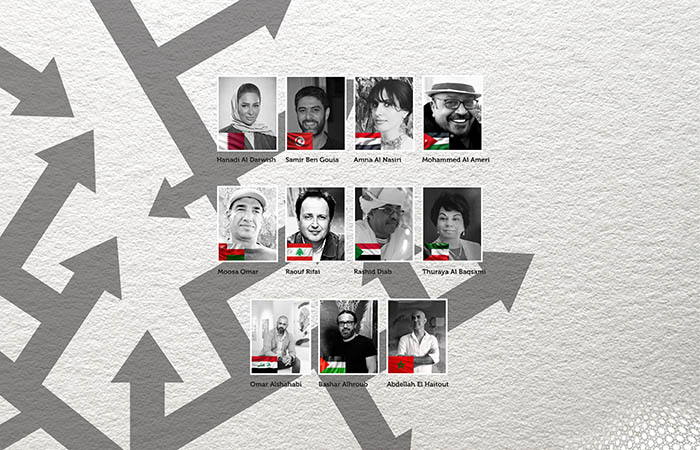 Hanadi Al Darwish Samir Ben Gouia Amna Al Nasiri Mohammed Al Ameri
Moosa Omar Raouf Rifai Rashid Diab Thuraya Al Baqsami
Omar Alshahabi Bashar Alhroub Abdellah El Haitout